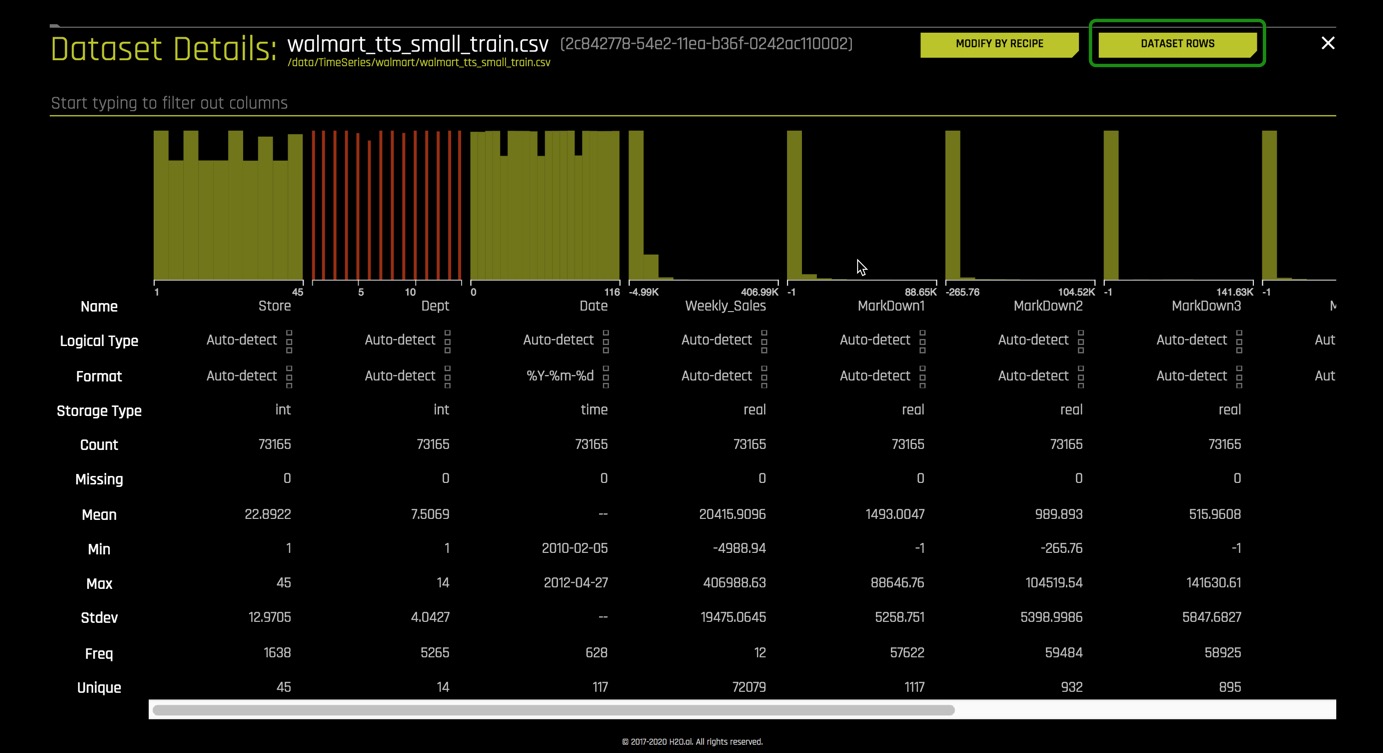 Dataset Details: walmart_tts_small_train.csv (2c842778-54e2-11ea-b36f-0242ac110002) MODIFY BY RECIPE DATASET ROWS
/data/TimeSeries/walmart/walmart_tts_small_train.csv
Start typing to filter out columns
1 45 5 10 0 116 -4.99K 406.99K -1 88.65K -265.76 104.52K -1 141.63K -1
Name Store Dept Date Weekly_Sales MarkDown1 MarkDown2 MarkDown3
Logical Type Auto-detect Auto-detect Auto-detect Auto-detect Auto-detect Auto-detect Auto-detect Aut
Format Auto-detect Auto-detect %Y-%m-%d Auto-detect Auto-detect Auto-detect Auto-detect Aut
Storage Type int int time real real real real
Count 73165 73165 73165 73165 73165 73165 73165
Missing 0 0 0 0 0 0 0
Mean 22.8922 7.5069 -- 20415.9096 1493.0047 989.893 515.9608
Min 1 1 2010-02-05 -4988.94 -1 -265.76 -1
Max 45 14 2012-04-27 406988.63 88646.76 104519.54 141630.61
Stdev 12.9705 4.0427 -- 19475.0645 5258.751 5398.9986 5847.6827
Freq 1638 5265 628 12 57622 59484 58925
Unique 45 14 117 72079 1117 932 895
© 2017-2020 H2O.ai. All rights reserved.